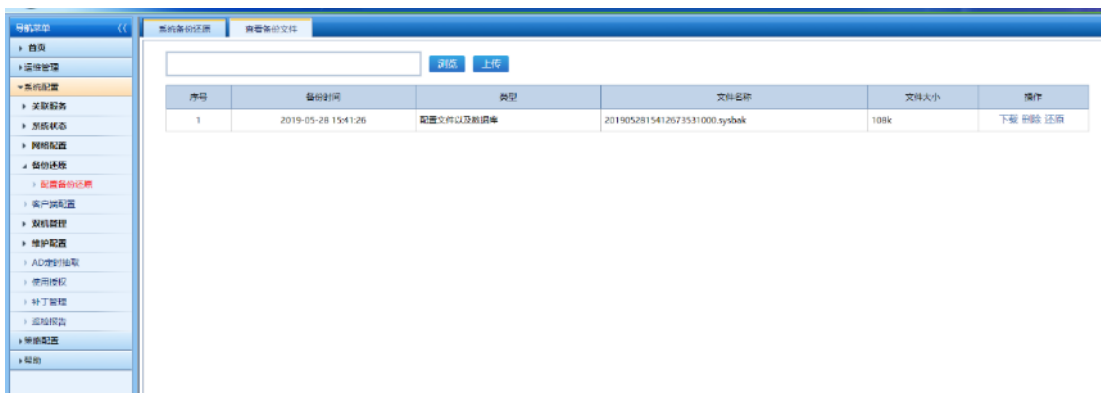 导航菜单
系统备份还原 查看备份文件
首页
运维管理
系统配置
关联服务
系统状态
网络配置
备份还原
配置备份还原
客户端配置
双机管理
维护配置
AD定时抽取
使用授权
补丁管理
巡检报告
策略配置
帮助
浏览 上传
序号 备份时间 类型 文件名称 文件大小 操作
1 2019-05-28 15:41:26 配置文件以及数据库 2019052815412673531000.sysbak 108k 下载 删除 还原